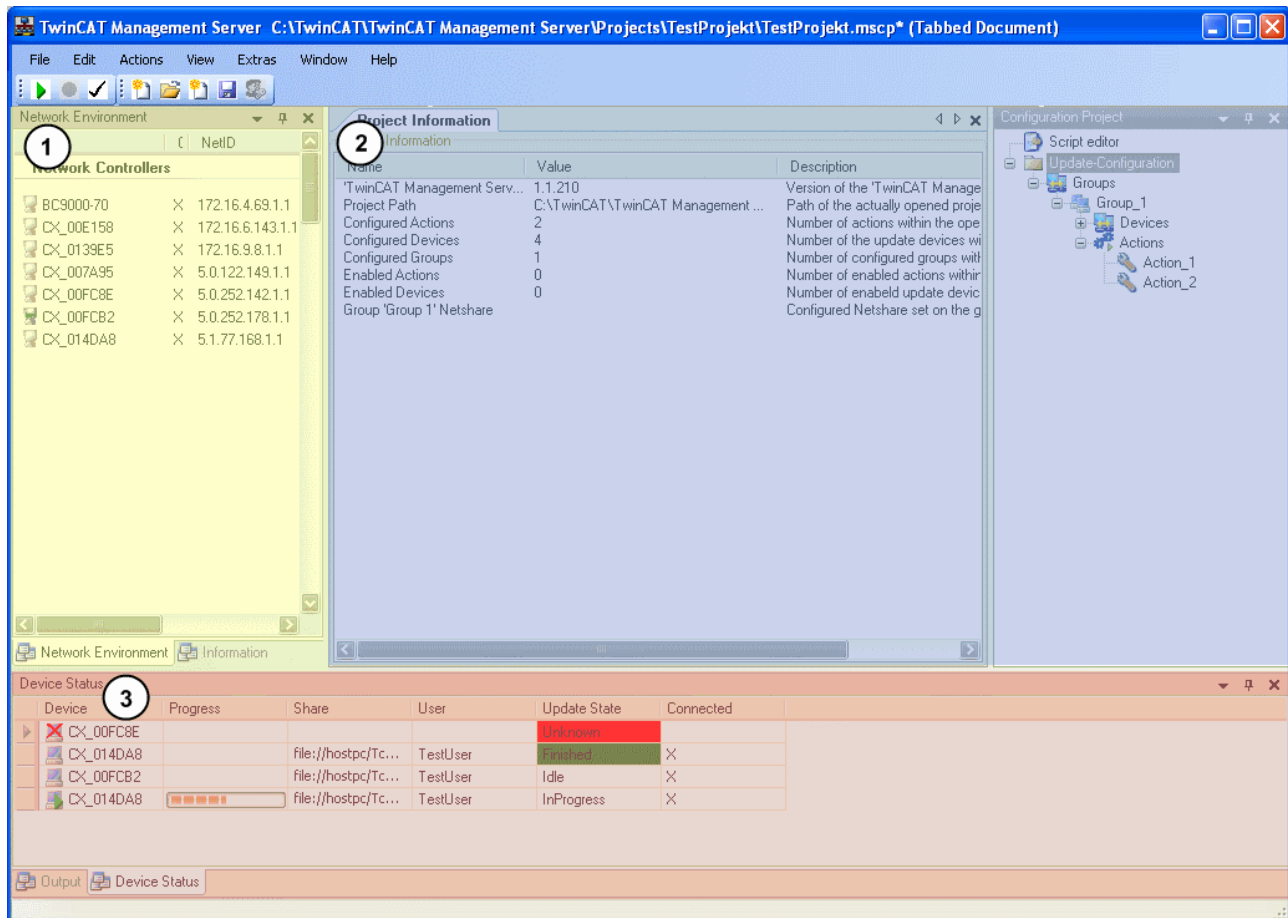 TwinCAT Management Server C:\TwinCAT\TwinCAT Management Server\Projects\TestProjekt\TestProjekt.mscp* (Tabbed Document)
File Edit Actions View Extras Window Help
Network Environment
1
( NetID
Network Controllers
BC9000-70 X 172.16.4.69.1.1
CX_00E158 X 172.16.6.143.1.1
CX_0139E5 X 172.16.9.8.1.1
CX_007A95 X 5.0.122.149.1.1
CX_00FC8E X 5.0.252.142.1.1
CX_00FCB2 X 5.0.252.178.1.1
CX_014DA8 X 5.1.77.168.1.1
Network Environment Information
Project Information
2
Information
Name Value Description
'TwinCAT Management Serv... 1.1.210 Version of the 'TwinCAT Manage
Project Path C:\TwinCAT\TwinCAT Management ... Path of the actually opened proje
Configured Actions 2 Number of actions within the ope
Configured Devices 4 Number of the update devices wi
Configured Groups 1 Number of configured groups with
Enabled Actions 0 Number of enabled actions within
Enabled Devices 0 Number of enabeld update devic
Group 'Group 1' Netshare Configured Netshare set on the g
Configuration Project
Script editor
Update-Configuration
Groups
Group_1
Devices
Actions
Action_1
Action_2
Device Status
3
Device Progress Share User Update State Connected
CX_00FC8E Unknown
CX_014DA8 file://hostpc/Tc... TestUser Finished X
CX_00FCB2 file://hostpc/Tc... TestUser Idle X
CX_014DA8 file://hostpc/Tc... TestUser InProgress X
Output Device Status